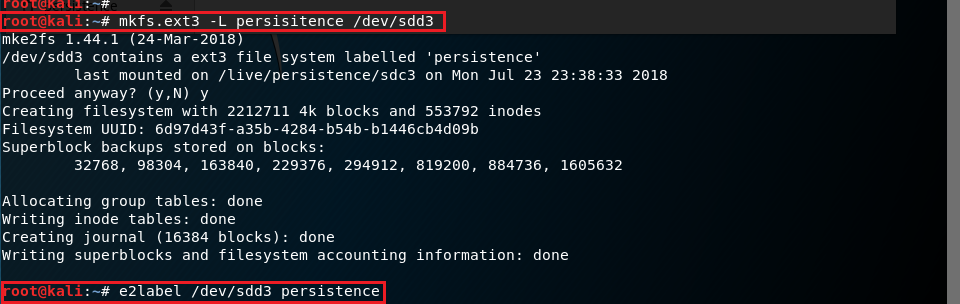 root@kali:~#
root@kali:~# mkfs.ext3 -L persisitence /dev/sdd3
mke2fs 1.44.1 (24-Mar-2018)
/dev/sdd3 contains a ext3 file system labelled 'persistence'
        last mounted on /live/persistence/sdc3 on Mon Jul 23 23:38:33 2018
Proceed anyway? (y,N) y
Creating filesystem with 2212711 4k blocks and 553792 inodes
Filesystem UUID: 6d97d43f-a35b-4284-b54b-b1446cb4d09b
Superblock backups stored on blocks:
        32768, 98304, 163840, 229376, 294912, 819200, 884736, 1605632
Allocating group tables: done
Writing inode tables: done
Creating journal (16384 blocks): done
Writing superblocks and filesystem accounting information: done
root@kali:~# e2label /dev/sdd3 persistence